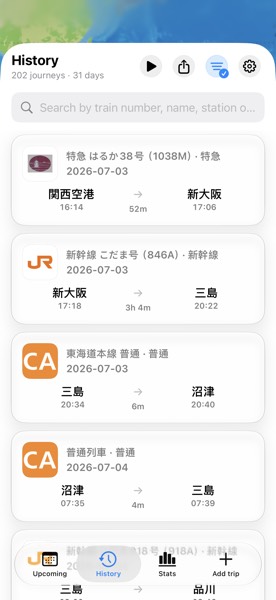 History
202 journeys · 31 days
Search by train number, name, station o...
特急 はるか38号 (1038M) · 特急
2026-07-03
関西空港 → 新大阪
16:14 52m 17:06
JR 新幹線 こだま号 (846A) · 新幹線
2026-07-03
新大阪 → 三島
17:18 3h 4m 20:22
CA 東海道本線 普通 · 普通
2026-07-03
三島 → 沼津
20:34 6m 20:40
CA 普通列車 · 普通
2026-07-04
沼津 → 三島
07:35 4m 07:39
三島 → 品川
Upcoming History Stats Add trip